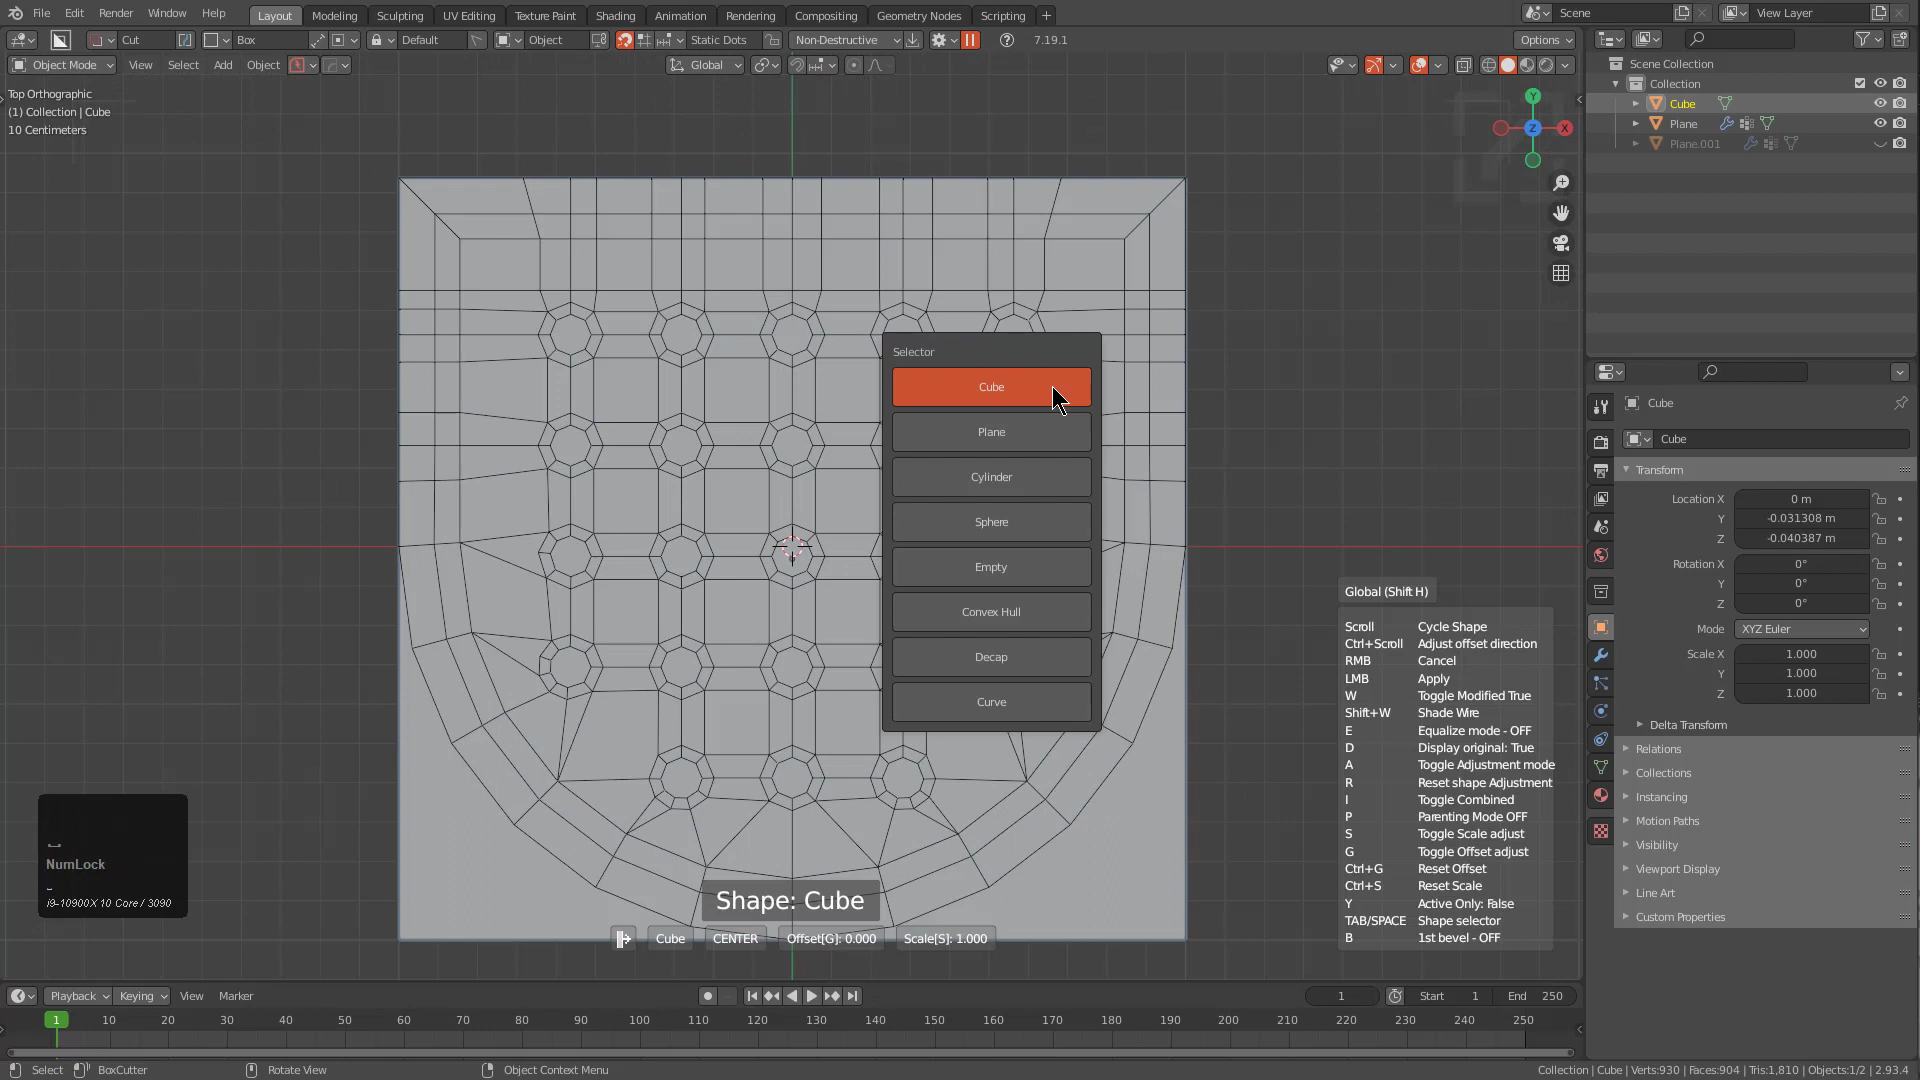 File Edit Render Window Help Layout Modeling Sculpting UV Editing Texture Paint Shading Animation Rendering Compositing Geometry Nodes Scripting Scene View Layer
Cut Box Default Object Static Dots Non-Destructive 7.19.1 Options
Object Mode View Select Add Object Global
Top Orthographic
(1) Collection | Cube
10 Centimeters
Y
Z
X
Scene Collection
Collection
Cube
Plane
Plane.001
Selector
Cube
Plane
Cylinder
Sphere
Empty
Convex Hull
Decap
Curve
Global (Shift H)
Scroll Cycle Shape
Ctrl+Scroll Adjust offset direction
RMB Cancel
LMB Apply
W Toggle Modified True
Shift+W Shade Wire
E Equalize mode - OFF
D Display original: True
A Toggle Adjustment mode
R Reset shape Adjustment
I Toggle Combined
P Parenting Mode OFF
S Toggle Scale adjust
G Toggle Offset adjust
Ctrl+G Reset Offset
Ctrl+S Reset Scale
Y Active Only: False
TAB/SPACE Shape selector
B 1st bevel - OFF
NumLock
i9-10900X 10 Core / 3090
Shape: Cube
Cube CENTER Offset[G]: 0.000 Scale[S]: 1.000
Cube
Cube
Transform
Location X 0 m
Y -0.031308 m
Z -0.040387 m
Rotation X 0°
Y 0°
Z 0°
Mode XYZ Euler
Scale X 1.000
Y 1.000
Z 1.000
Delta Transform
Relations
Collections
Instancing
Motion Paths
Visibility
Viewport Display
Line Art
Custom Properties
Playback Keying View Marker 1 Start 1 End 250
1 10 20 30 40 50 60 70 80 90 100 110 120 130 140 150 160 170 180 190 200 210 220 230 240 250
Select BoxCutter Rotate View Object Context Menu Collection | Cube | Verts:930 | Faces:904 | Tris:1,810 | Objects:1/2 | 2.93.4